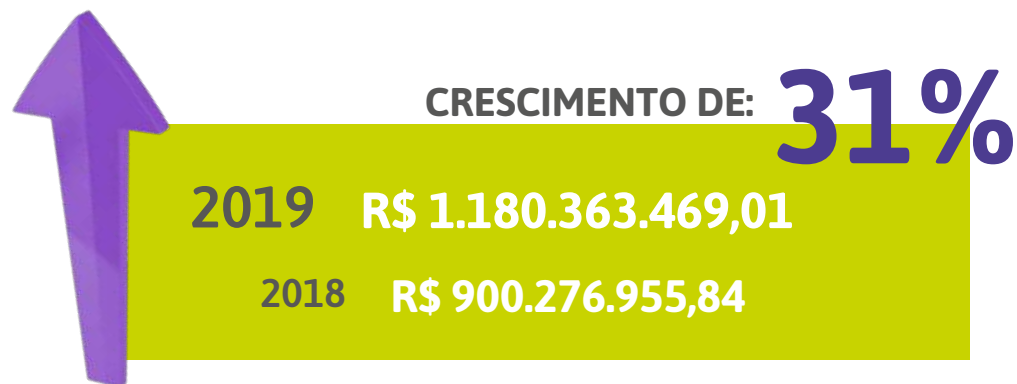 CRESCIMENTO DE: 31%
2019 R$ 1.180.363.469,01
2018 R$ 900.276.955,84